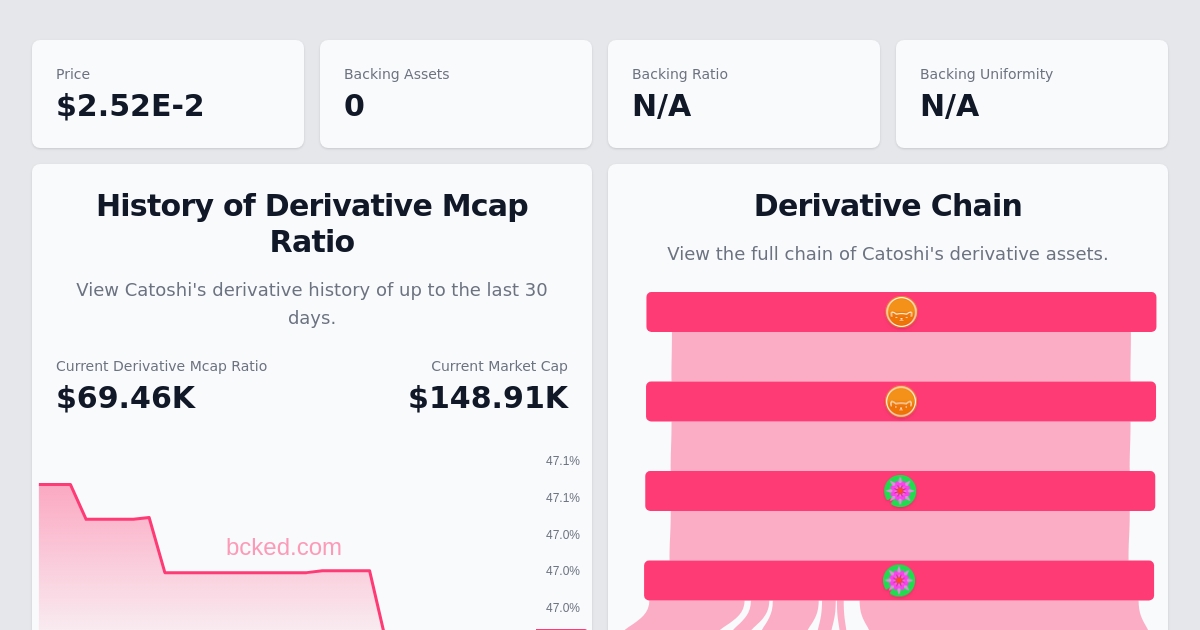 Price
$2.52E-2
Backing Assets
0
Backing Ratio
N/A
Backing Uniformity
N/A
History of Derivative Mcap
Ratio
View Catoshi's derivative history of up to the last 30
days.
Current Derivative Mcap Ratio
$69.46K
Current Market Cap
$148.91K
47.1%
47.1%
47.0%
47.0%
47.0%
bcked.com
Derivative Chain
View the full chain of Catoshi's derivative assets.